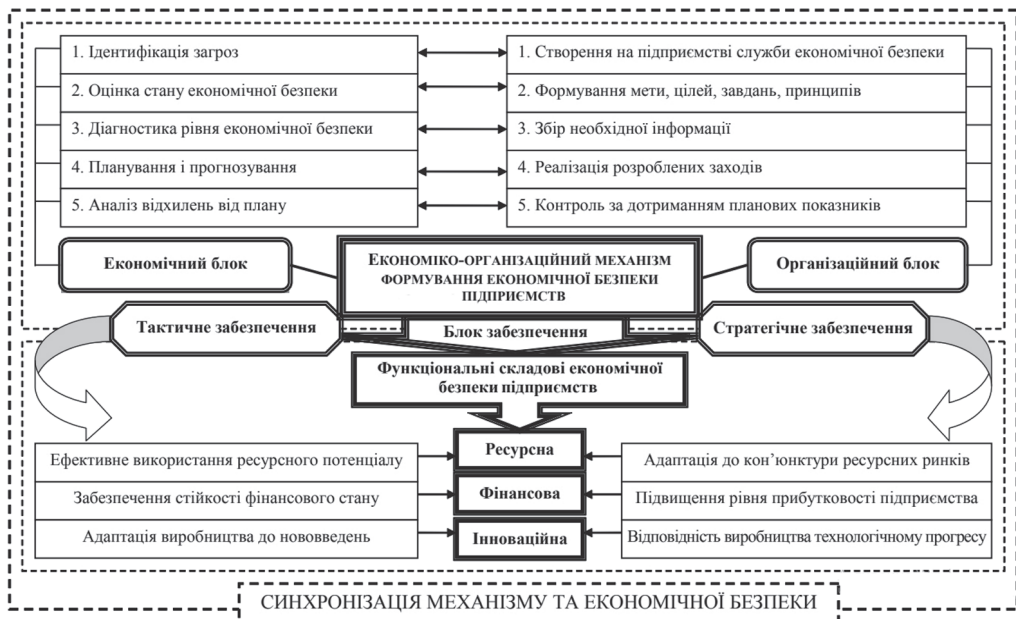 1. Ідентифікація загроз
1. Створення на підприємстві служби економічної безпеки
2. Оцінка стану економічної безпеки
2. Формування мети, цілей, завдань, принципів
3. Діагностика рівня економічної безпеки
3. Збір необхідної інформації
4. Планування і прогнозування
4. Реалізація розроблених заходів
5. Аналіз відхилень від плану
5. Контроль за дотриманням планових показників
Економічний блок
ЕКОНОМІКО-ОРГАНІЗАЦІЙНИЙ МЕХАНІЗМ
ФОРМУВАННЯ ЕКОНОМІЧНОЇ БЕЗПЕКИ
ПІДПРИЄМСТВ
Організаційний блок
Тактичне забезпечення
Блок забезпечення
Стратегічне забезпечення
Функціональні складові економічної
безпеки підприємств
Ефективне використання ресурсного потенціалу
Ресурсна
Адаптація до кон’юнктури ресурсних ринків
Забезпечення стійкості фінансового стану
Фінансова
Підвищення рівня прибутковості підприємства
Адаптація виробництва до нововведень
Інноваційна
Відповідність виробництва технологічному прогресу
СИНХРОНІЗАЦІЯ МЕХАНІЗМУ ТА ЕКОНОМІЧНОЇ БЕЗПЕКИ